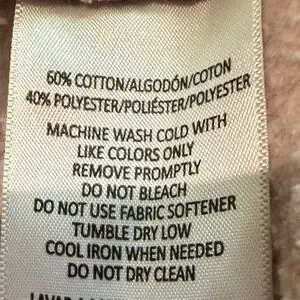 60% COTTON/ALGODÓN/COTON
40% POLYESTER/POLIÉSTER/POLYESTER
MACHINE WASH COLD WITH
LIKE COLORS ONLY
REMOVE PROMPTLY
DO NOT BLEACH
DO NOT USE FABRIC SOFTENER
TUMBLE DRY LOW
COOL IRON WHEN NEEDED
DO NOT DRY CLEAN